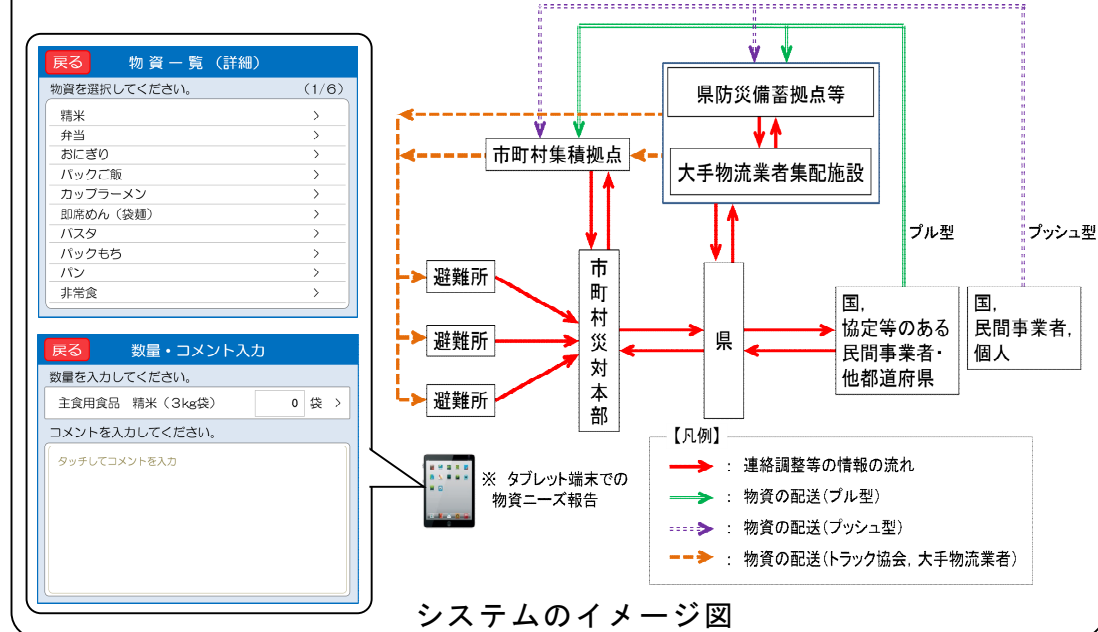 戻る 物資一覧（詳細）
物資を選択してください。 （1/6）
精米 >
弁当 >
おにぎり >
パックご飯 >
カップラーメン >
即席めん（袋麺） >
パスタ >
パックもち >
パン >
非常食 >
戻る 数量・コメント入力
数量を入力してください。
主食用食品 精米（3kg袋） 0 袋 >
コメントを入力してください。
タッチしてコメントを入力
※ タブレット端末での
物資ニーズ報告
県防災備蓄拠点等
大手物流業者集配施設
市町村集積拠点
プル型
プッシュ型
避難所
避難所
避難所
市町村災対本部
県
国，
協定等のある
民間事業者・
他都道府県
国，
民間事業者，
個人
【凡例】
： 連絡調整等の情報の流れ
： 物資の配送（プル型）
： 物資の配送（プッシュ型）
： 物資の配送（トラック協会，大手物流業者）
システムのイメージ図